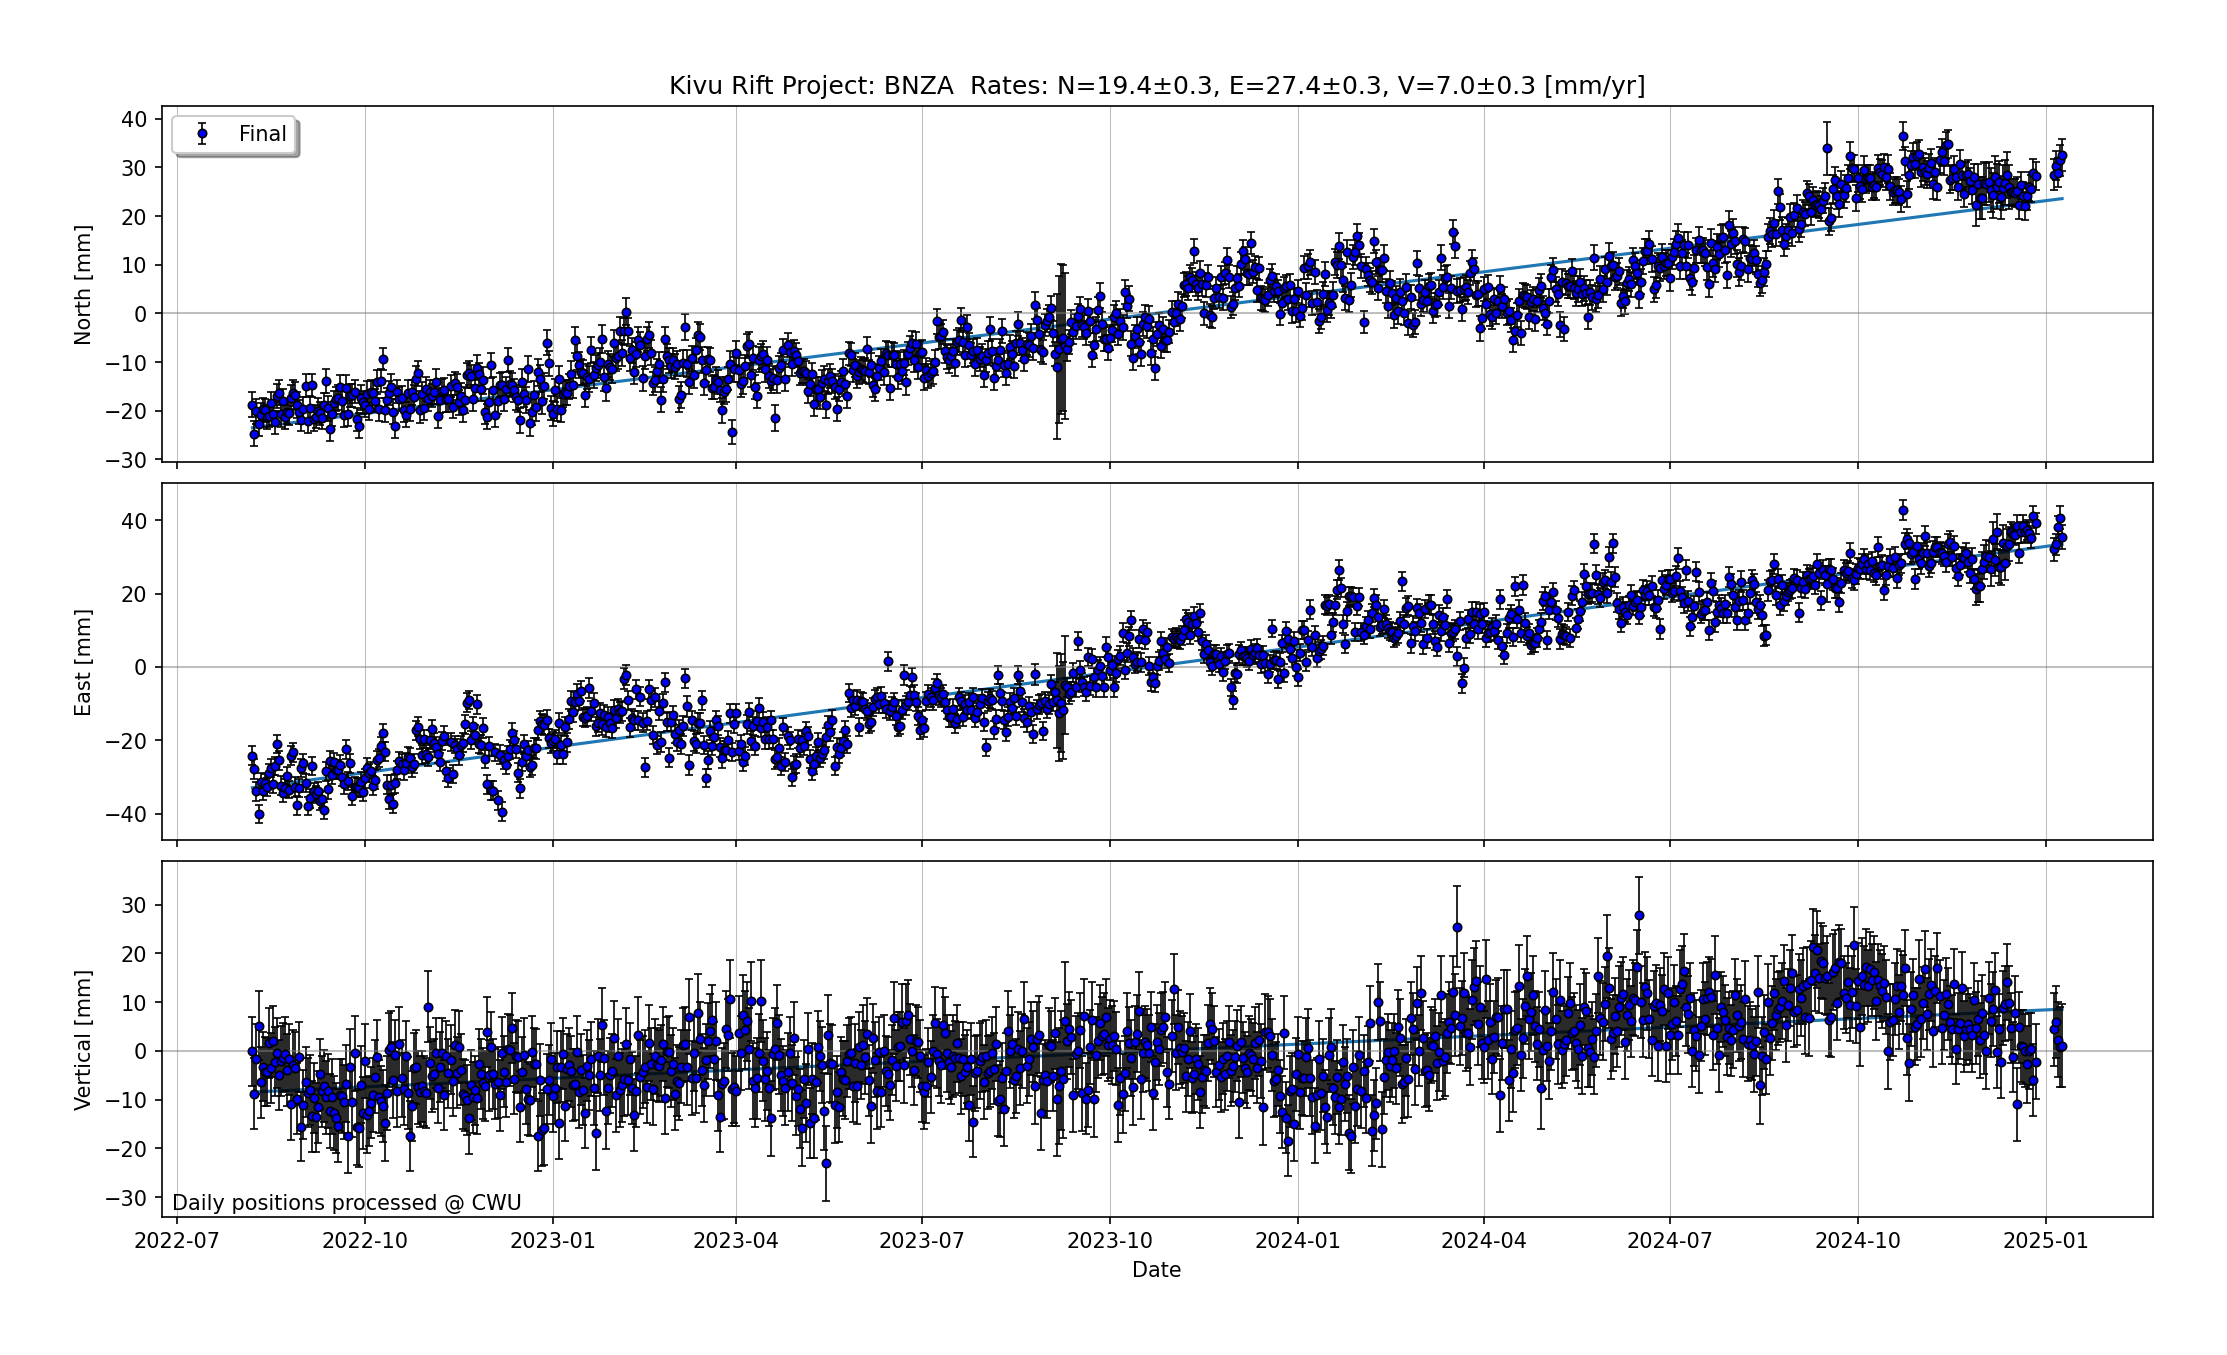 Kivu Rift Project: BNZA  Rates: N=19.4±0.3, E=27.4±0.3, V=7.0±0.3 [mm/yr]
Final
North [mm]
40
30
20
10
0
−10
−20
−30
East [mm]
40
20
0
−20
−40
Vertical [mm]
30
20
10
0
−10
−20
−30
Daily positions processed @ CWU
2022-07 2022-10 2023-01 2023-04 2023-07 2023-10 2024-01 2024-04 2024-07 2024-10 2025-01
Date